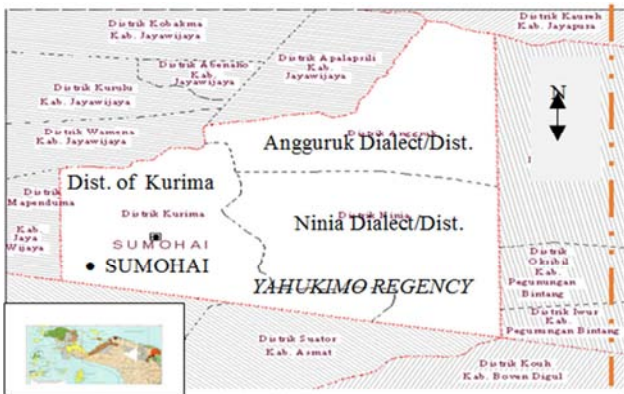 Distrik Kobakma
Kab. Jayawijaya
Distrik Kaureh
Kab. Jayapura
Distrik Abenaho
Kab.
Jayawijaya
Distrik Apalapsili
Kab.
Jayawijaya
Distrik Kurulu
Kab. Jayawijaya
N
Distrik Wamena
Kab. Jayawijaya
Angguruk Dialect/Dist.
Dist. of Kurima
Distrik
Mapenduma
Distrik Kurima
Distrik Ninia
Ninia Dialect/Dist.
Kab.
Jaya
Wijaya
SUMOHAI
SUMOHAI
Distrik
Oksibil
Kab.
Pegunungan
Bintang
YAHUKIMO REGENCY
Distrik Iwur
Kab.
Pegunungan Bintang
Distrik Suator
Kab. Asmat
Distrik Kouh
Kab. Boven Digul